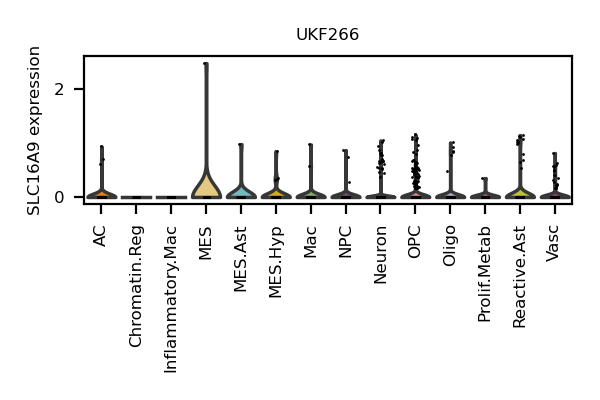 UKF266
SLC16A9 expression
2
0
AC
Chromatin.Reg
Inflammatory.Mac
MES
MES.Ast
MES.Hyp
Mac
NPC
Neuron
OPC
Oligo
Prolif.Metab
Reactive.Ast
Vasc